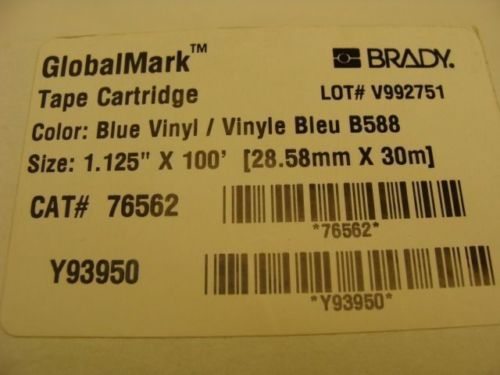 GlobalMark™
BRADY.
Tape Cartridge
LOT# V992751
Color: Blue Vinyl / Vinyle Bleu B588
Size: 1.125" X 100' [28.58mm X 30m]
CAT# 76562
*76562*
Y93950
*Y93950*